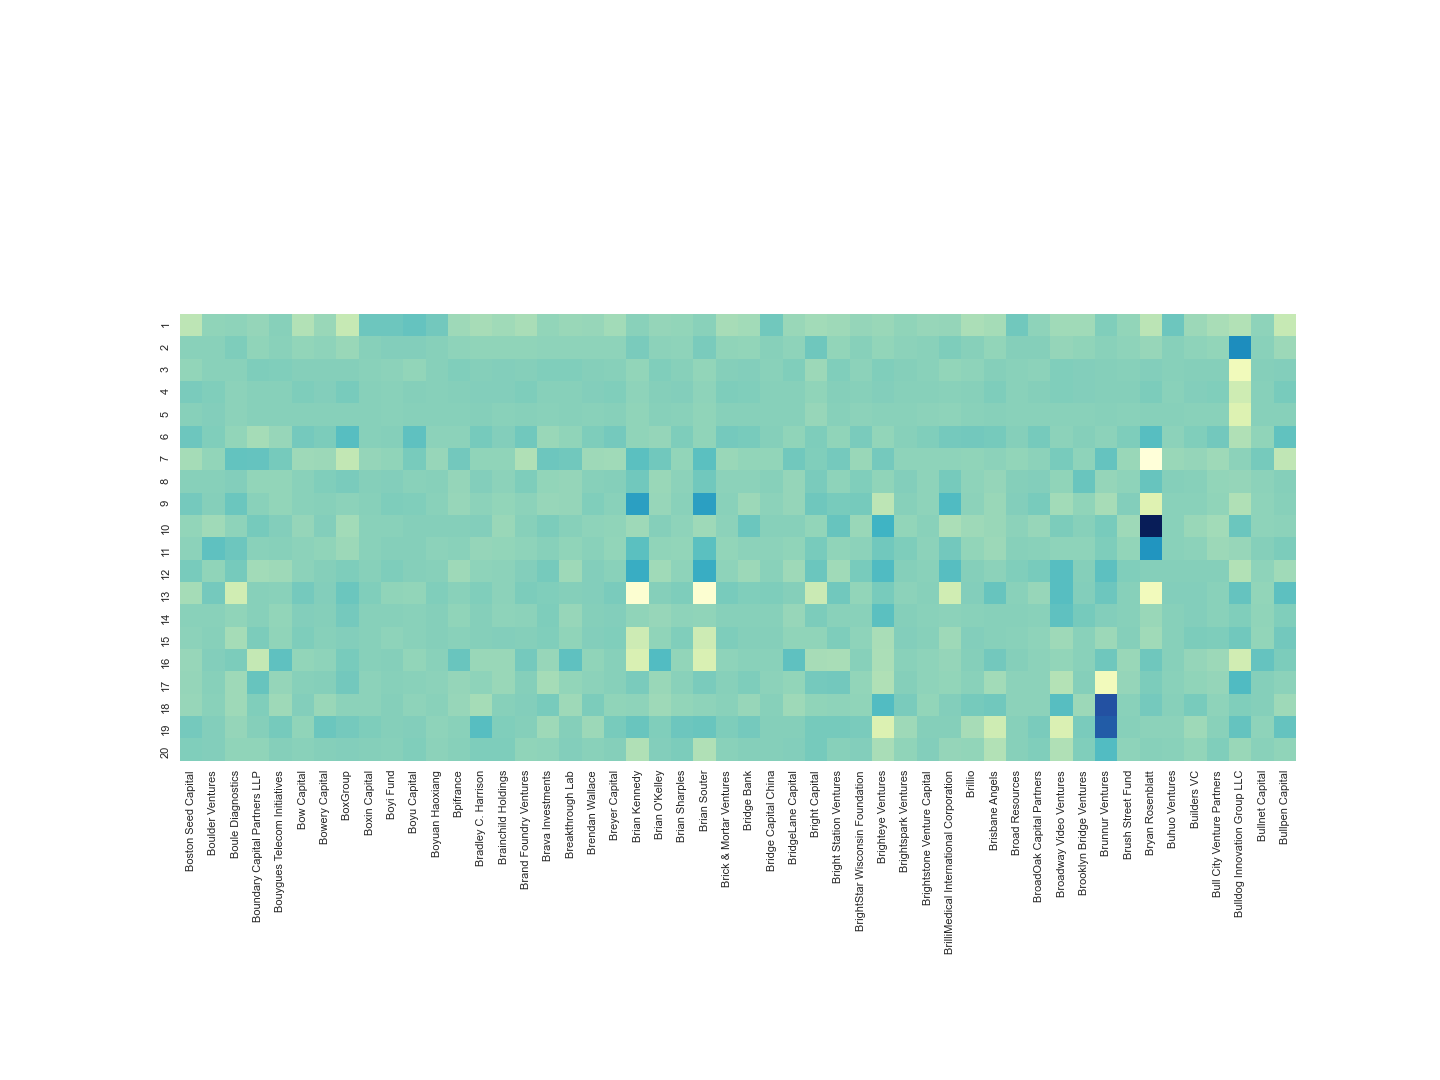 1
2
3
4
5
6
7
8
9
10
11
12
13
14
15
16
17
18
19
20
Boston Seed Capital
Boulder Ventures
Boule Diagnostics
Boundary Capital Partners LLP
Bouygues Telecom Initiatives
Bow Capital
Bowery Capital
BoxGroup
Boxin Capital
Boyi Fund
Boyu Capital
Boyuan Haoxiang
Bpifrance
Bradley C. Harrison
Brainchild Holdings
Brand Foundry Ventures
Brava Investments
Breakthrough Lab
Brendan Wallace
Breyer Capital
Brian Kennedy
Brian O'Kelley
Brian Sharples
Brian Souter
Brick & Mortar Ventures
Bridge Bank
Bridge Capital China
BridgeLane Capital
Bright Capital
Bright Station Ventures
BrightStar Wisconsin Foundation
Brighteye Ventures
Brightspark Ventures
Brightstone Venture Capital
BrilliMedical International Corporation
Brillio
Brisbane Angels
Broad Resources
BroadOak Capital Partners
Broadway Video Ventures
Brooklyn Bridge Ventures
Brunnur Ventures
Brush Street Fund
Bryan Rosenblatt
Buhuo Ventures
Builders VC
Bull City Venture Partners
Bulldog Innovation Group LLC
Bullnet Capital
Bullpen Capital